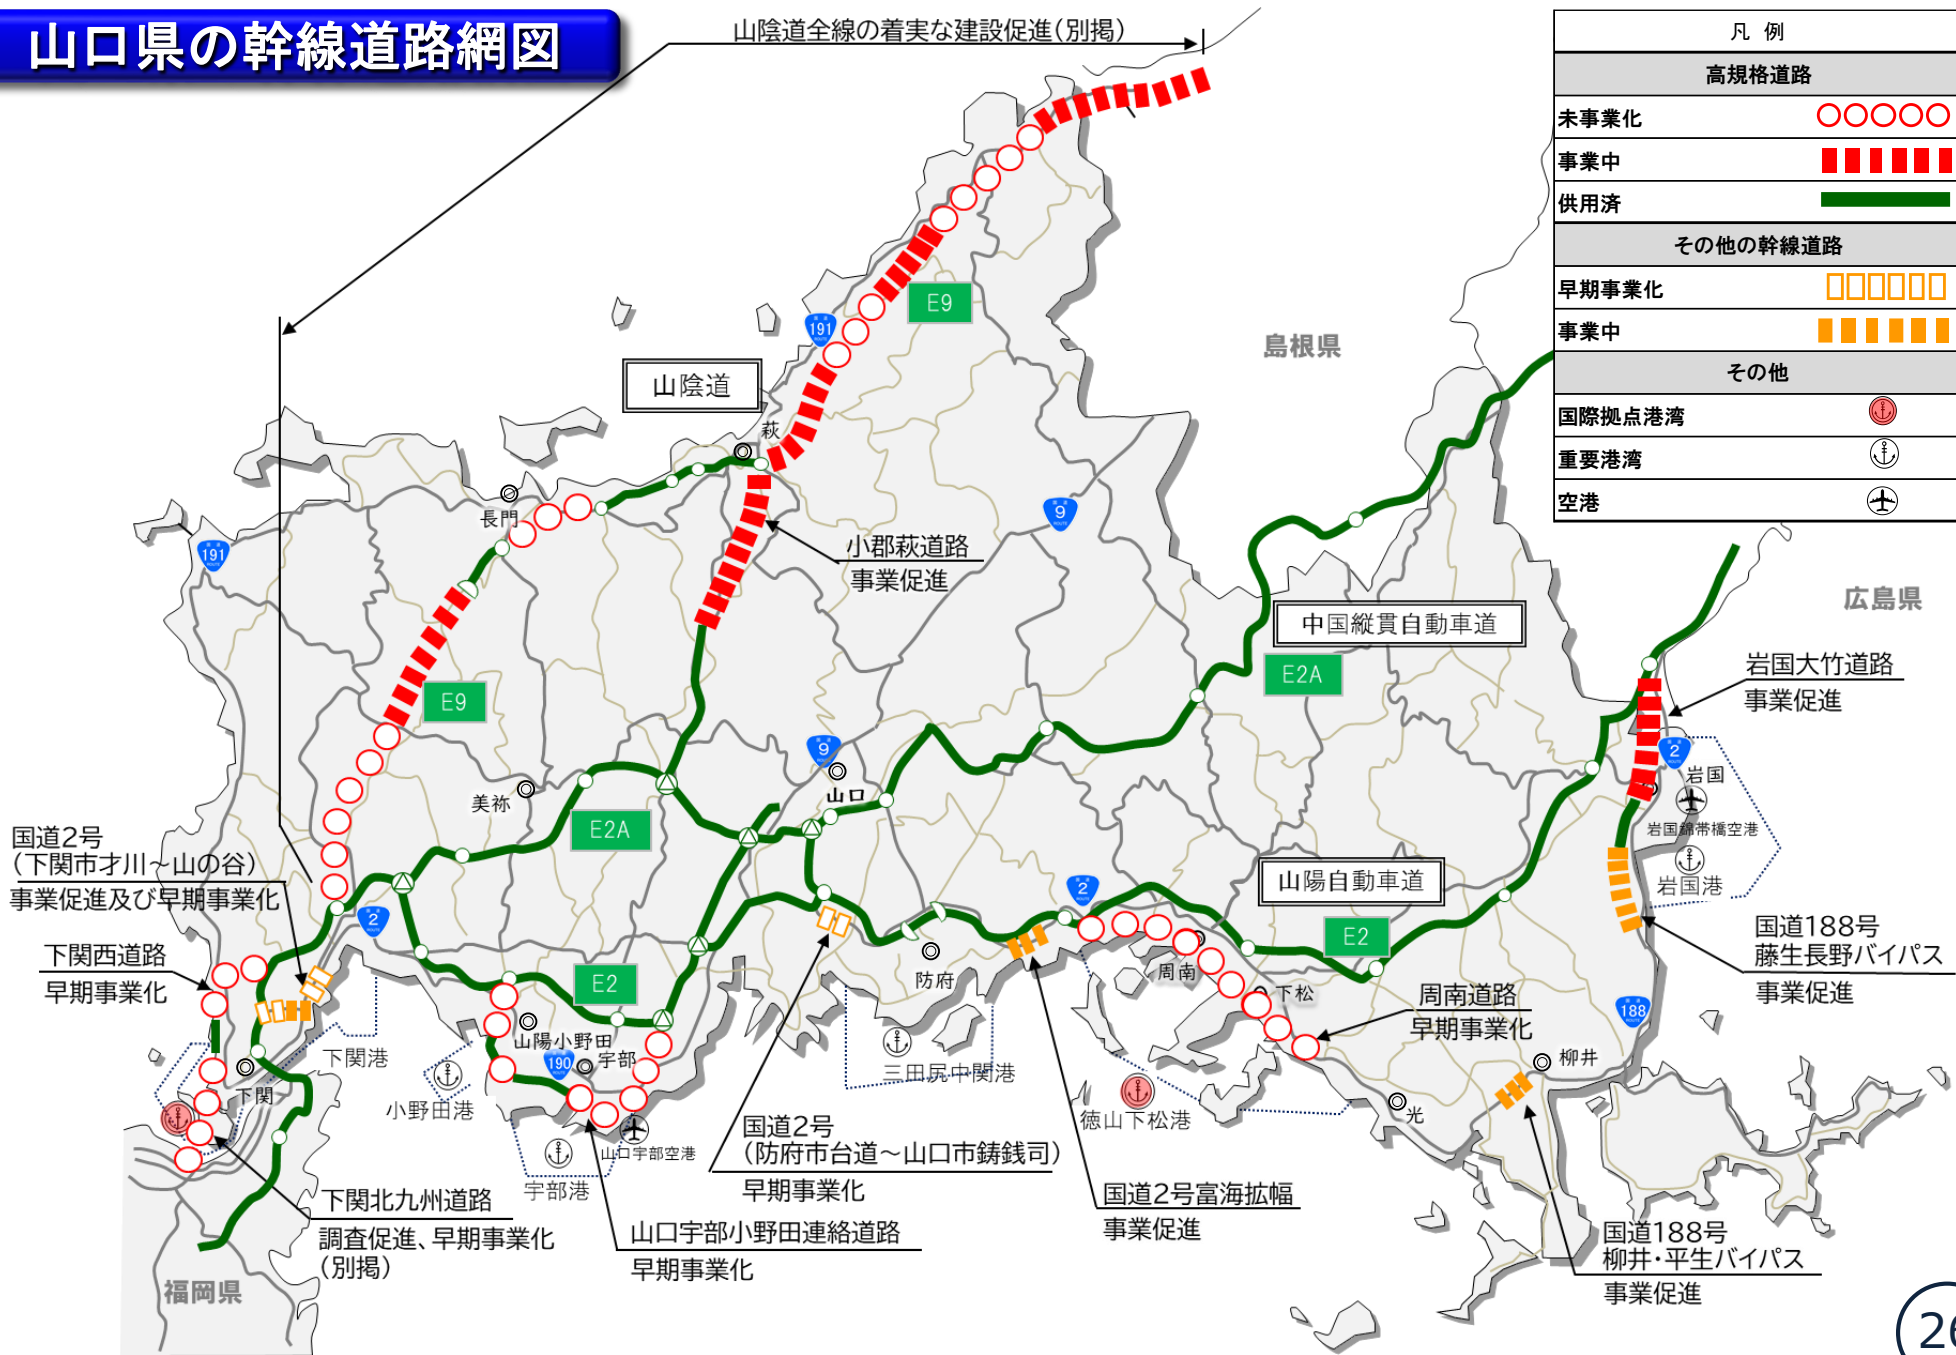 山口県の幹線道路網図
山陰道全線の着実な建設促進(別掲)
凡 例
高規格道路
未事業化
事業中
供用済
その他の幹線道路
早期事業化
事業中
その他
国際拠点港湾
重要港湾
空港
島根県
広島県
福岡県
山陰道
E9
191
萩
長門
191
9
小郡萩道路
事業促進
中国縦貫自動車道
E2A
岩国大竹道路
事業促進
E9
9
山口
美祢
E2A
2
岩国
岩国錦帯橋空港
岩国港
国道2号
(下関市才川~山の谷)
事業促進及び早期事業化
2
山陽自動車道
2
E2
国道188号
藤生長野バイパス
事業促進
下関西道路
早期事業化
E2
防府
周南
下松
周南道路
早期事業化
188
柳井
光
山陽小野田
190
宇部
下関港
下関
小野田港
三田尻中関港
徳山下松港
山口宇部空港
宇部港
国道2号
(防府市台道~山口市鋳銭司)
早期事業化
下関北九州道路
調査促進、早期事業化
(別掲)
山口宇部小野田連絡道路
早期事業化
国道2号富海拡幅
事業促進
国道188号
柳井・平生バイパス
事業促進